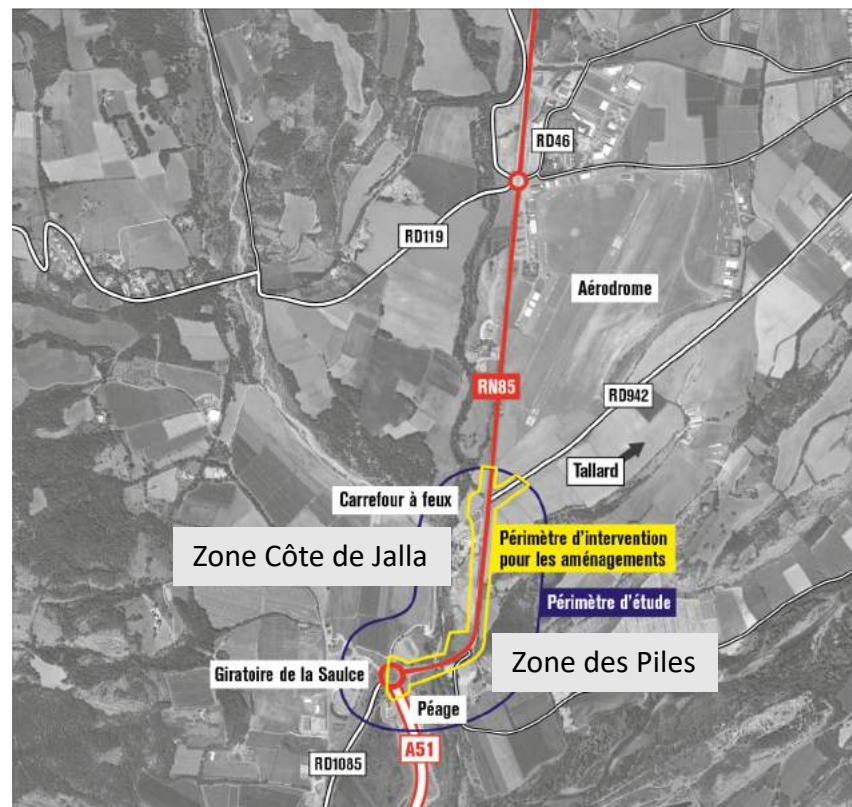 RD46
RD119
Aérodrome
RN85
RD942
Tallard
Carrefour à feux
Zone Côte de Jalla
Périmètre d'intervention
pour les aménagements
Périmètre d'étude
Zone des Piles
Giratoire de la Saulce
Péage
A51
RD1085